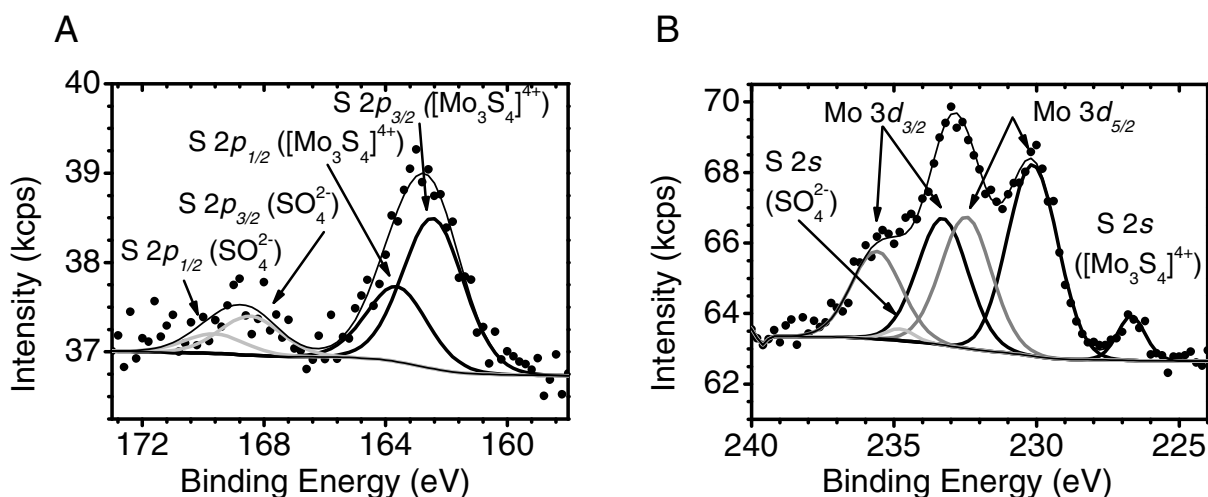 A
Intensity (kcps)
40
39
38
37
S 2p3/2 ([Mo3S4]4+)
S 2p1/2 ([Mo3S4]4+)
S 2p3/2 (SO42-)
S 2p1/2 (SO42-)
172 168 164 160
Binding Energy (eV)
B
Intensity (kcps)
70
68
66
64
62
Mo 3d3/2
Mo 3d5/2
S 2s
(SO42-)
S 2s
([Mo3S4]4+)
240 235 230 225
Binding Energy (eV)